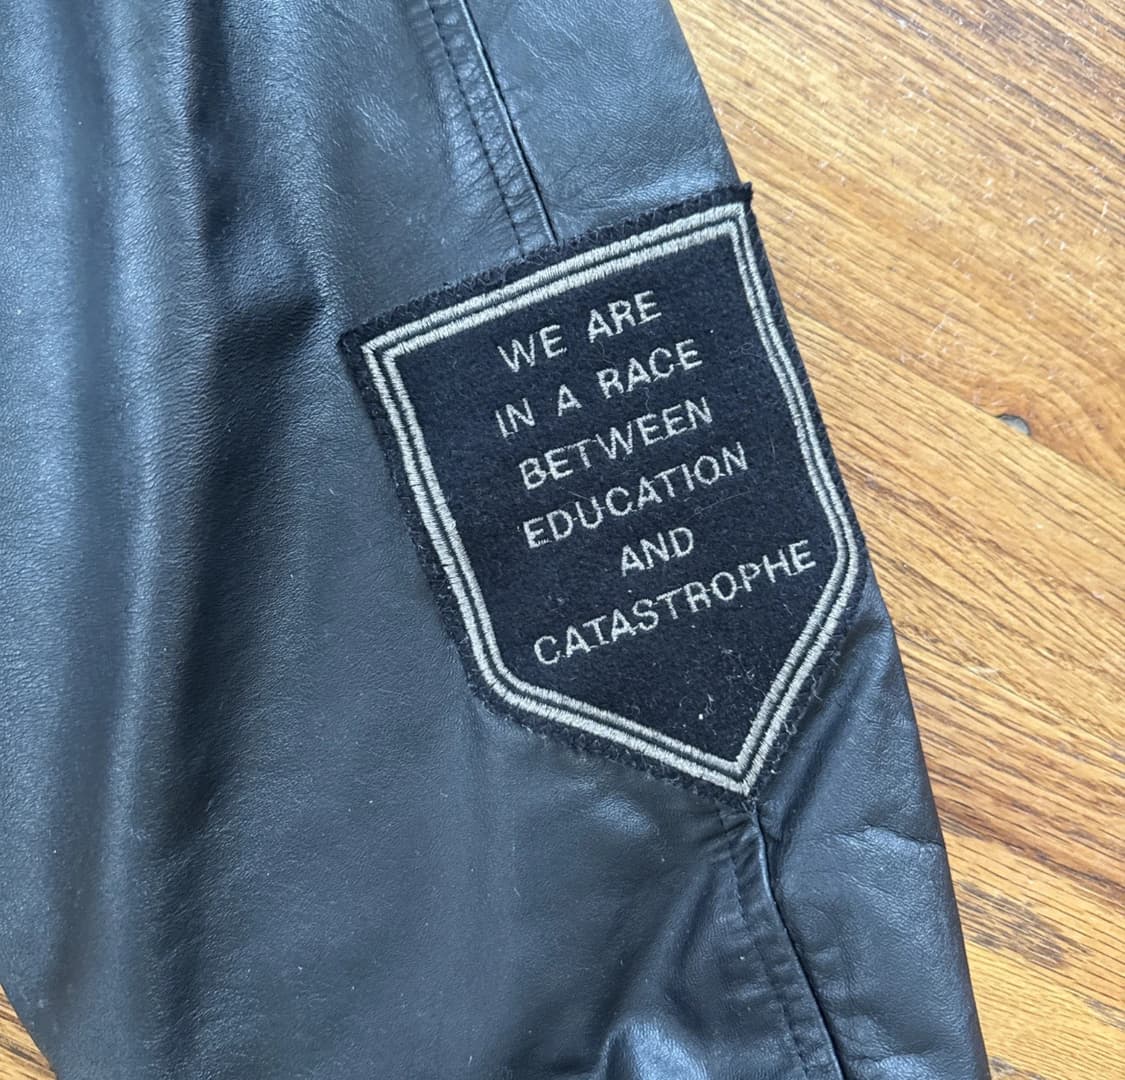 WE ARE
IN A RACE
BETWEEN
EDUCATION
AND
CATASTROPHE